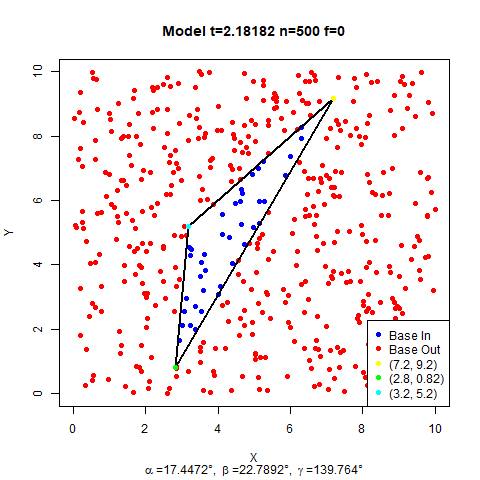 Model t=2.18182 n=500 f=0
10
8
6
4
2
0
Y
Base In
Base Out
(7.2, 9.2)
(2.8, 0.82)
(3.2, 5.2)
0 2 4 6 8 10
X
α=17.4472°, β=22.7892°, γ=139.764°